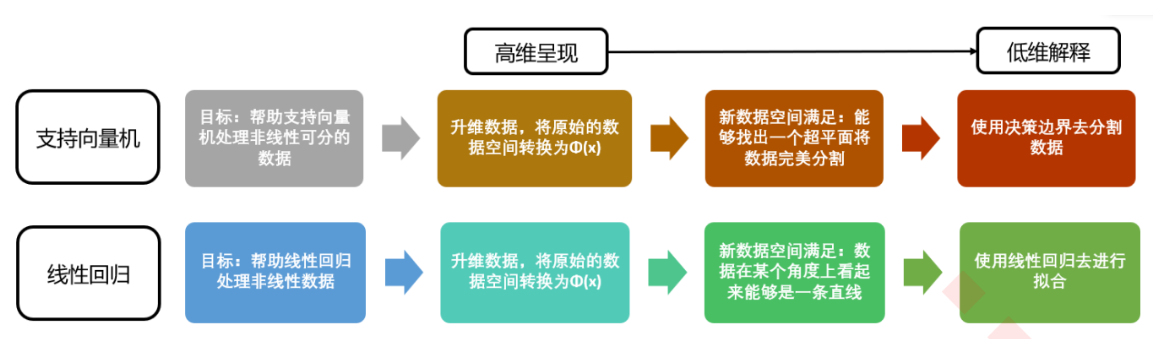 高维呈现
低维解释
支持向量机
目标：帮助支持向量
机处理非线性可分的
数据
升维数据，将原始的数
据空间转换为Φ(x)
新数据空间满足：能
够找出一个超平面将
数据完美分割
使用决策边界去分割
数据
线性回归
目标：帮助线性回归
处理非线性数据
升维数据，将原始的数
据空间转换为Φ(x)
新数据空间满足：数
据在某个角度上看起
来能够是一条直线
使用线性回归去进行
拟合